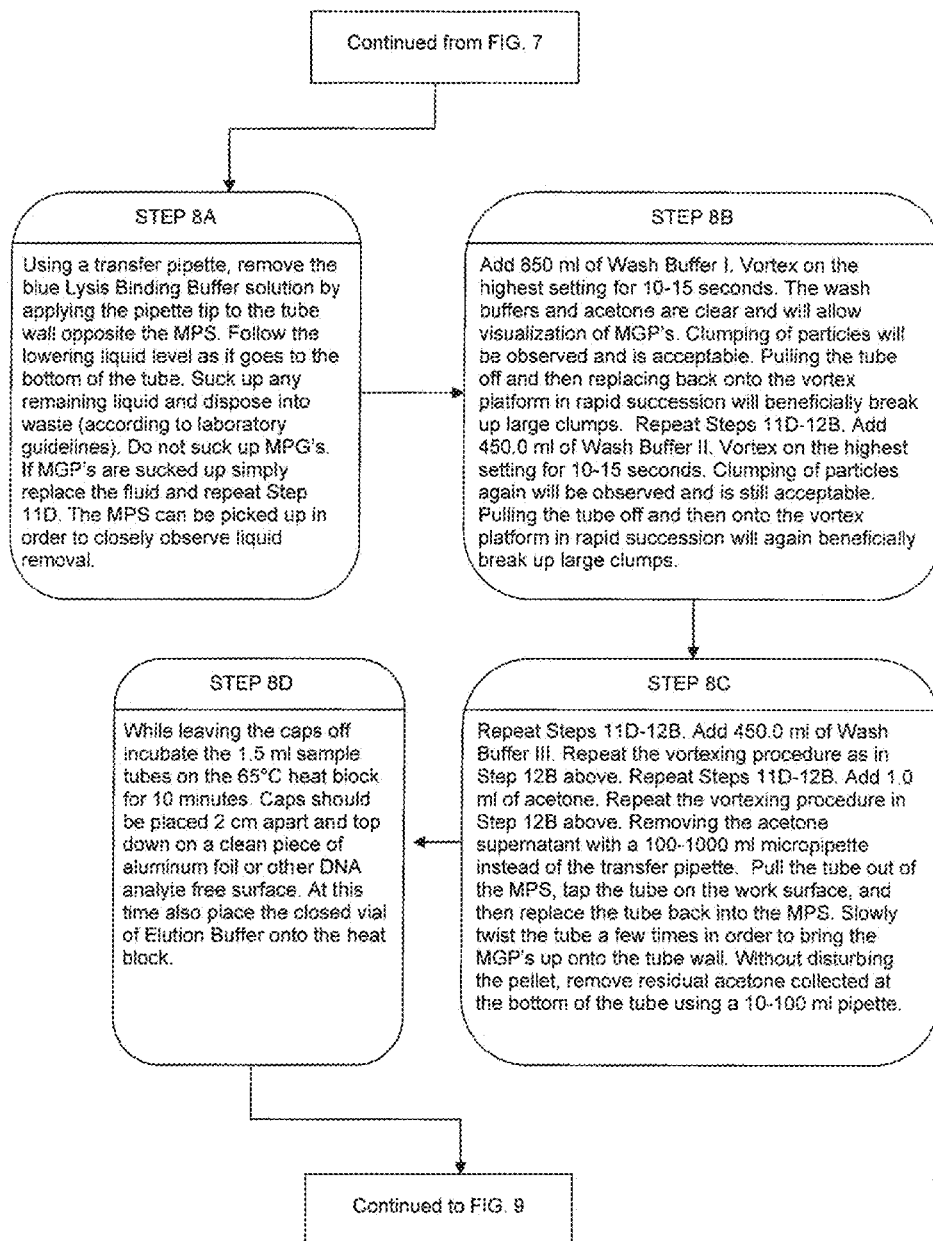 Continued from FIG. 7
STEP 8A
Using a transfer pipette, remove the
blue Lysis Binding Buffer solution by
applying the pipette tip to the tube
wall opposite the MPS. Follow the
lowering liquid level as it goes to the
bottom of the tube. Suck up any
remaining liquid and dispose into
waste (according to laboratory
guidelines). Do not suck up MPG's.
If MGP's are sucked up simply
replace the fluid and repeat Step
11D. The MPS can be picked up in
order to closely observe liquid
removal.
STEP 8B
Add 850 ml of Wash Buffer I. Vortex on the
highest setting for 10-15 seconds. The wash
buffers and acetone are clear and will allow
visualization of MGP's. Clumping of particles will
be observed and is acceptable. Pulling the tube
off and then replacing back onto the vortex
platform in rapid succession will beneficially break
up large clumps. Repeat Steps 11D-12B. Add
450.0 ml of Wash Buffer II. Vortex on the highest
setting for 10-15 seconds. Clumping of particles
again will be observed and is still acceptable.
Pulling the tube off and then onto the vortex
platform in rapid succession will again beneficially
break up large clumps.
STEP 8C
Repeat Steps 11D-12B. Add 450.0 ml of Wash
Buffer III. Repeat the vortexing procedure as in
Step 12B above. Repeat Steps 11D-12B. Add 1.0
ml of acetone. Repeat the vortexing procedure in
Step 12B above. Removing the acetone
supernatant with a 100-1000 ml micropipette
instead of the transfer pipette. Pull the tube out of
the MPS, tap the tube on the work surface, and
then replace the tube back into the MPS. Slowly
twist the tube a few times in order to bring the
MGP's up onto the tube wall. Without disturbing
the pellet, remove residual acetone collected at
the bottom of the tube using a 10-100 ml pipette.
STEP 8D
While leaving the caps off
incubate the 1.5 ml sample
tubes on the 65°C heat block
for 10 minutes. Caps should
be placed 2 cm apart and top
down on a clean piece of
aluminum foil or other DNA
analyte free surface. At this
time also place the closed vial
of Elution Buffer onto the heat
block.
Continued to FIG. 9